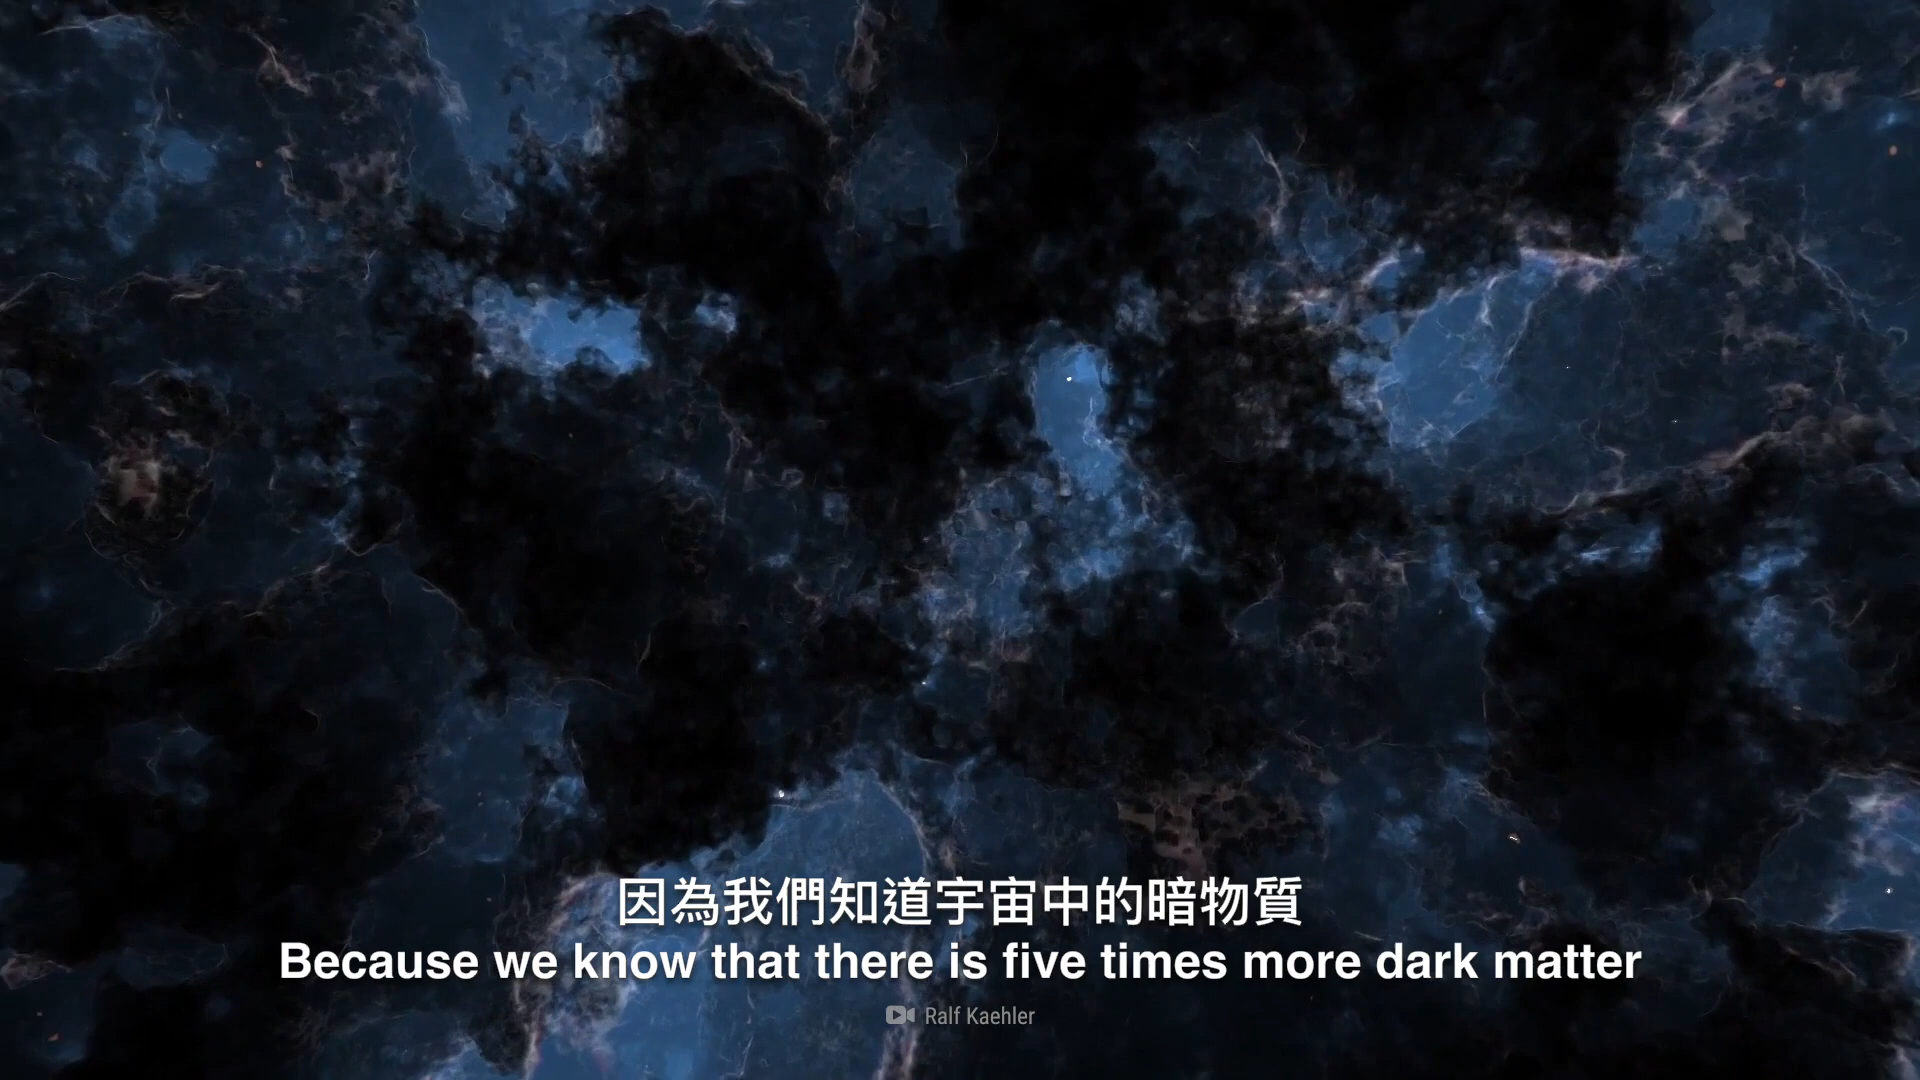 因為我們知道宇宙中的暗物質
Because we know that there is five times more dark matter
Ralf Kaehler